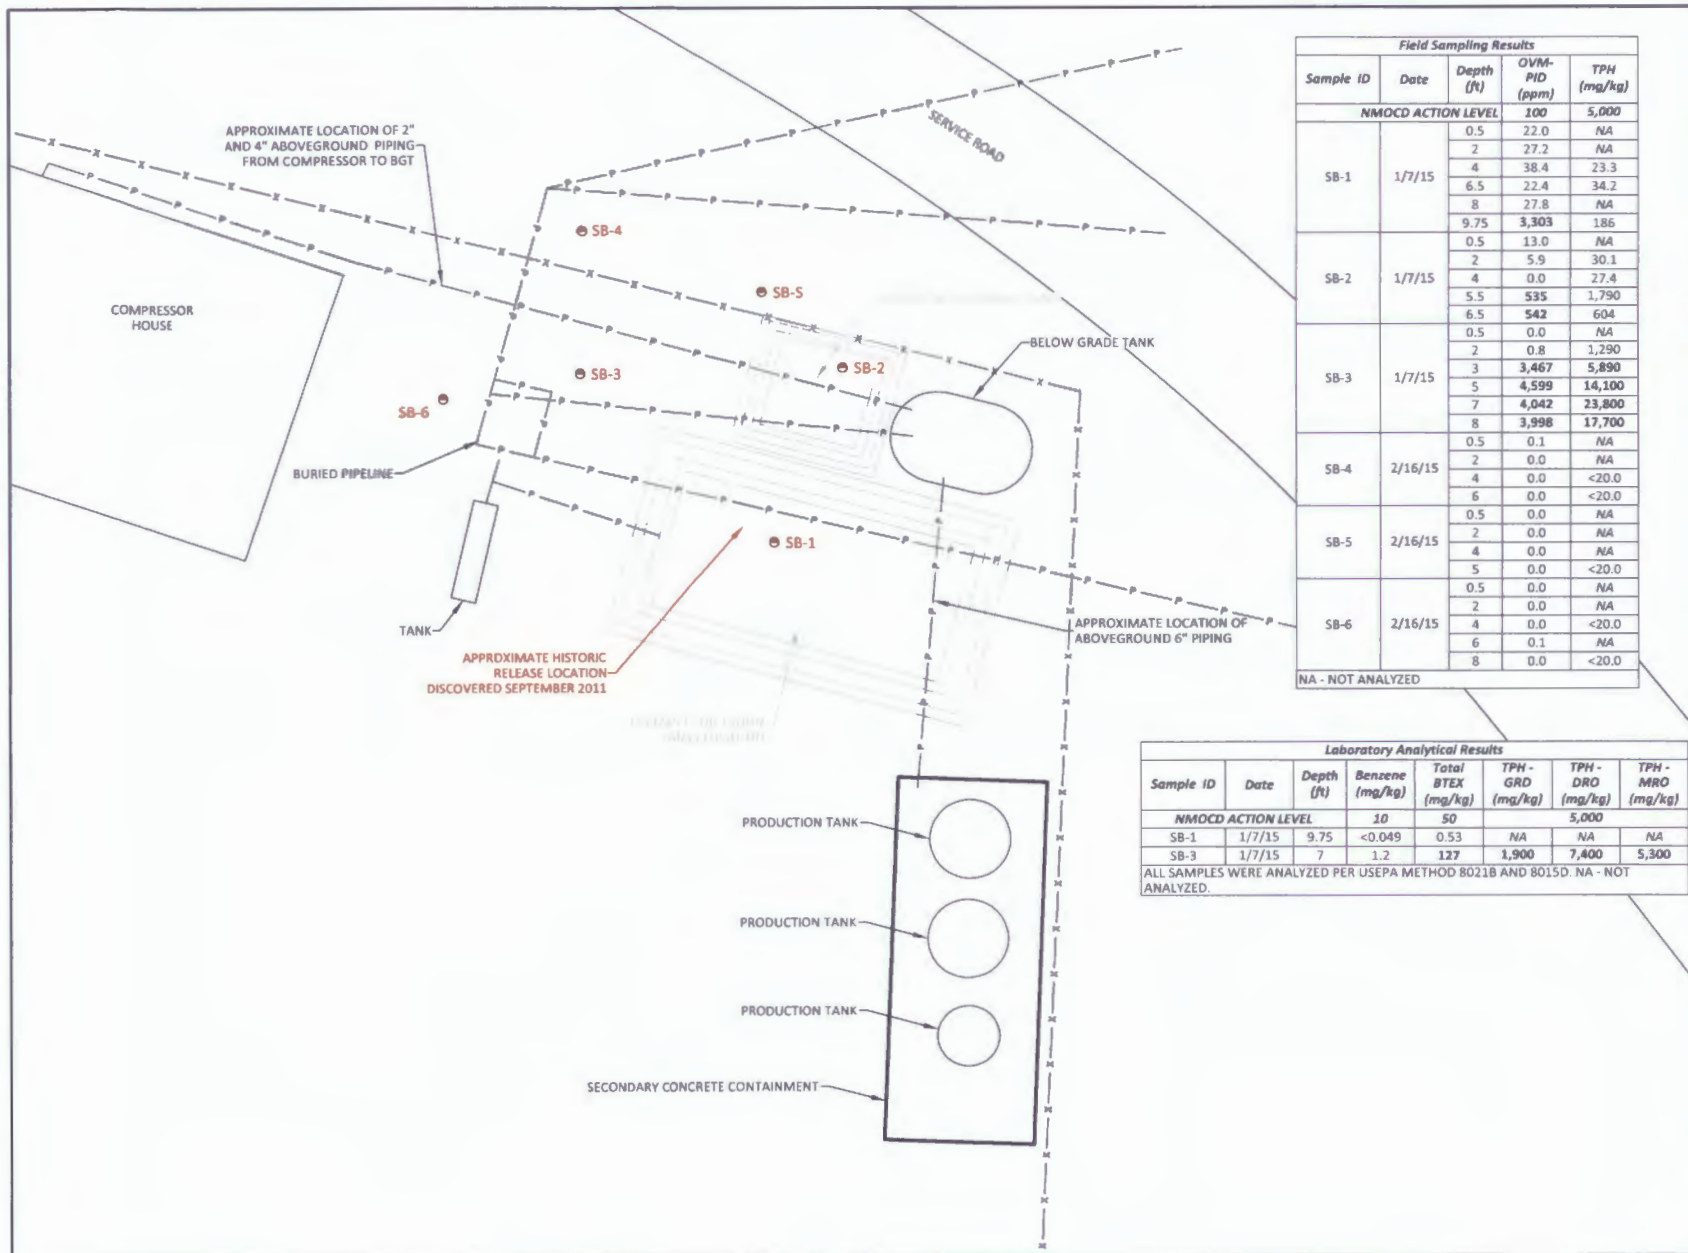 APPROXIMATE LOCATION OF 2"
AND 4" ABOVEGROUND PIPING
FROM COMPRESSOR TO BGT
SERVICE ROAD
COMPRESSOR
HOUSE
SB-4
SB-5
BELOW GRADE TANK
SB-2
SB-3
SB-6
BURIED PIPELINE
SB-1
TANK
APPROXIMATE LOCATION OF
ABOVEGROUND 6" PIPING
APPROXIMATE HISTORIC
RELEASE LOCATION
DISCOVERED SEPTEMBER 2011
PRODUCTION TANK
PRODUCTION TANK
PRODUCTION TANK
SECONDARY CONCRETE CONTAINMENT
Field Sampling Results
Sample ID Date Depth (ft) OVM-PID (ppm) TPH (mg/kg)
NMOCD ACTION LEVEL 100 5,000
SB-1 1/7/15 0.5 22.0 NA
2 27.2 NA
4 38.4 23.3
6.5 22.4 34.2
8 27.8 NA
9.75 3,303 186
SB-2 1/7/15 0.5 13.0 NA
2 5.9 30.1
4 0.0 27.4
5.5 535 1,790
6.5 542 604
SB-3 1/7/15 0.5 0.0 NA
2 0.8 1,290
3 3,467 5,890
5 4,599 14,100
7 4,042 23,800
8 3,998 17,700
SB-4 2/16/15 0.5 0.1 NA
2 0.0 NA
4 0.0 <20.0
6 0.0 <20.0
SB-5 2/16/15 0.5 0.0 NA
2 0.0 NA
4 0.0 NA
5 0.0 <20.0
SB-6 2/16/15 0.5 0.0 NA
2 0.0 NA
4 0.0 <20.0
6 0.1 NA
8 0.0 <20.0
NA - NOT ANALYZED
Laboratory Analytical Results
Sample ID Date Depth (ft) Benzene (mg/kg) Total BTEX (mg/kg) TPH - GRO (mg/kg) TPH - DRO (mg/kg) TPH - MRO (mg/kg)
NMOCD ACTION LEVEL 10 50 5,000
SB-1 1/7/15 9.75 <0.049 0.53 NA NA NA
SB-3 1/7/15 7 1.2 127 1,900 7,400 5,300
ALL SAMPLES WERE ANALYZED PER USEPA METHOD 8021B AND 8015D. NA - NOT
ANALYZED.